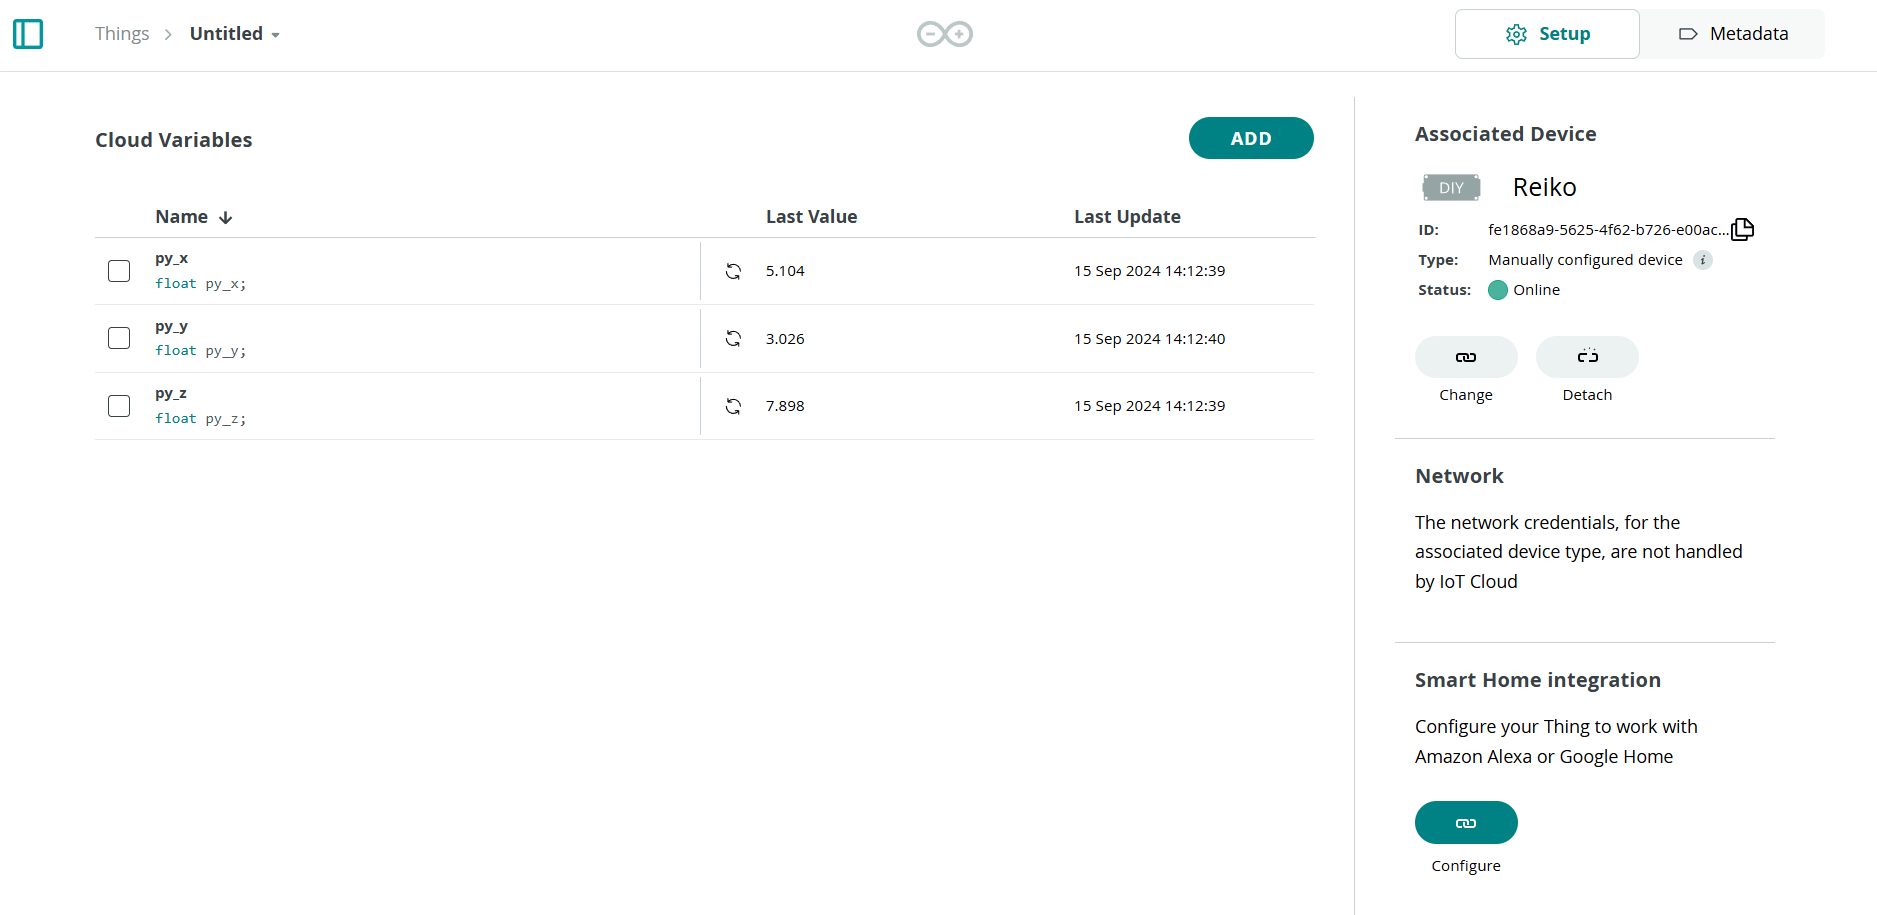 Things > Untitled
Setup
Metadata
Cloud Variables
ADD
Name Last Value Last Update
py_x
float py_x;
5.104
15 Sep 2024 14:12:39
py_y
float py_y;
3.026
15 Sep 2024 14:12:40
py_z
float py_z;
7.898
15 Sep 2024 14:12:39
Associated Device
DIY Reiko
ID: fe1868a9-5625-4f62-b726-e00ac...
Type: Manually configured device i
Status: Online
Change Detach
Network
The network credentials, for the
associated device type, are not handled
by IoT Cloud
Smart Home integration
Configure your Thing to work with
Amazon Alexa or Google Home
Configure